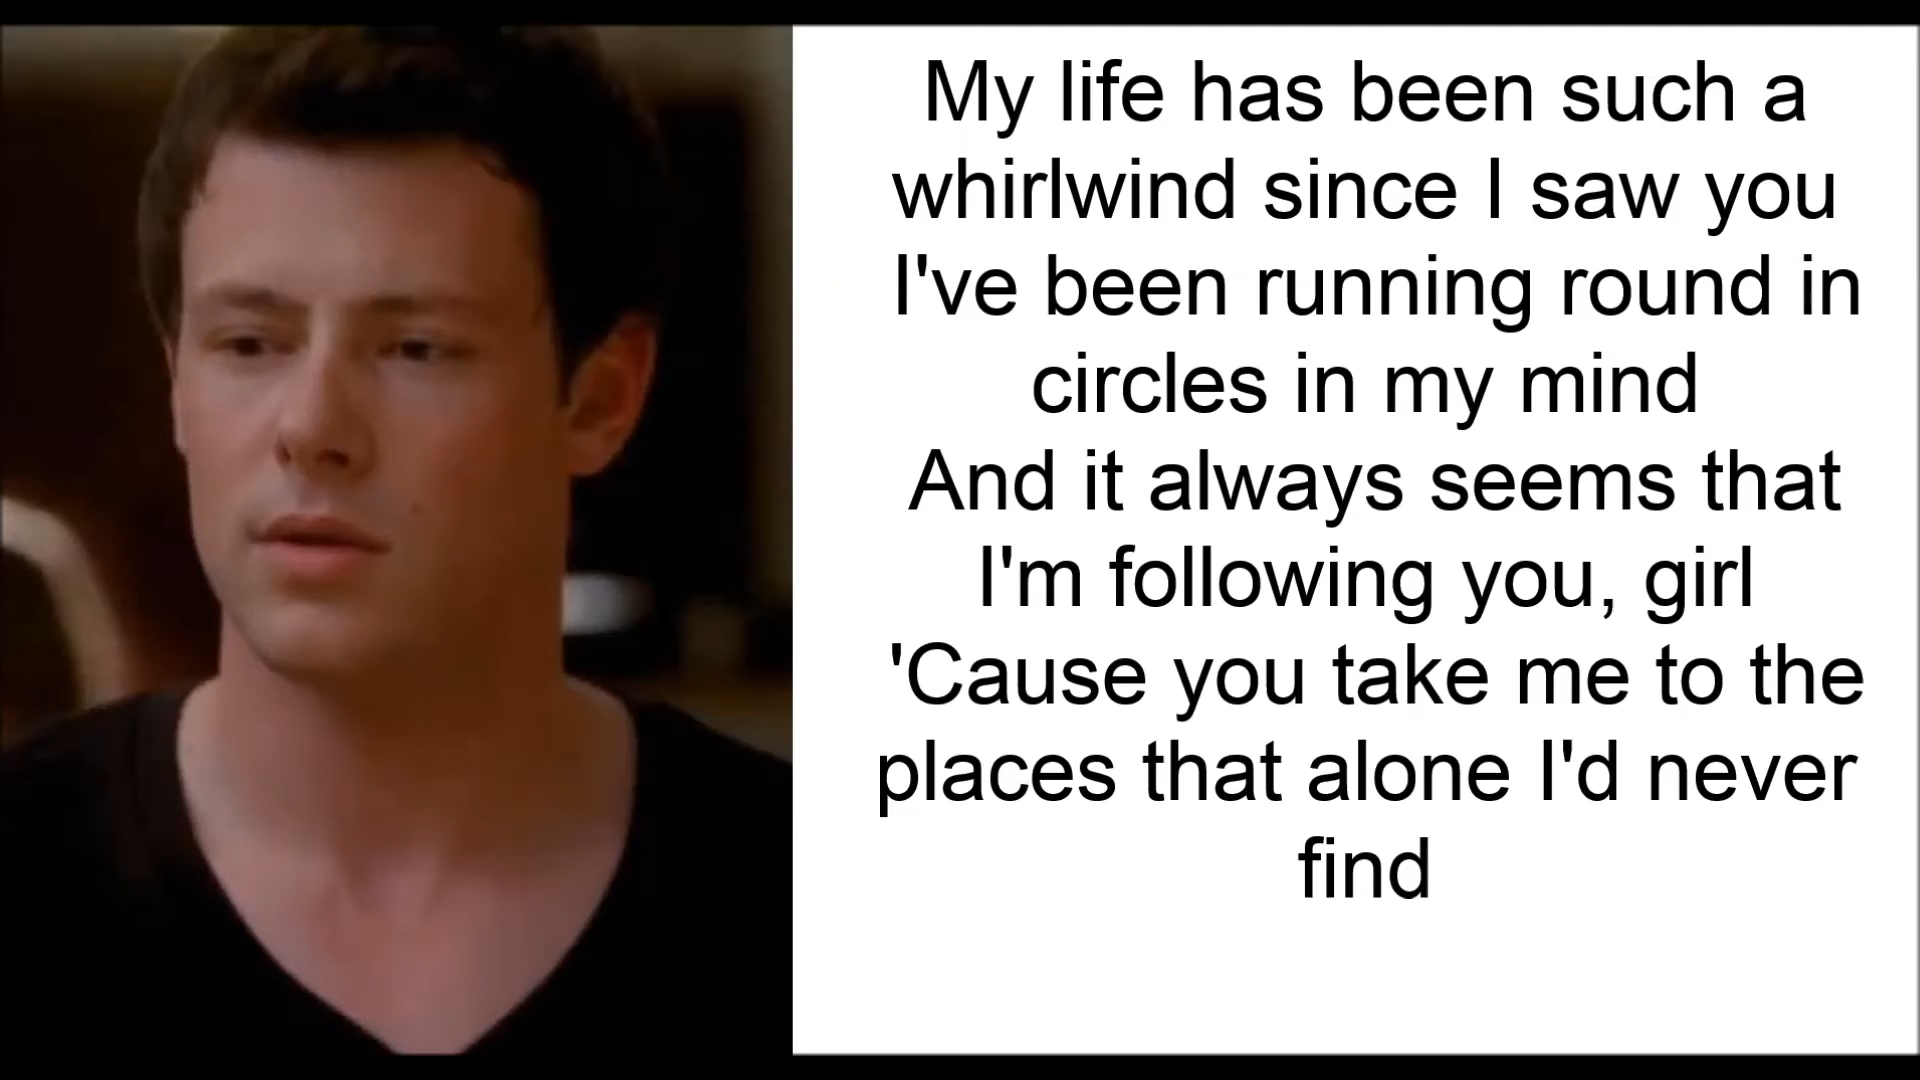 My life has been such a
whirlwind since I saw you
I've been running round in
circles in my mind
And it always seems that
I'm following you, girl
'Cause you take me to the
places that alone I'd never
find